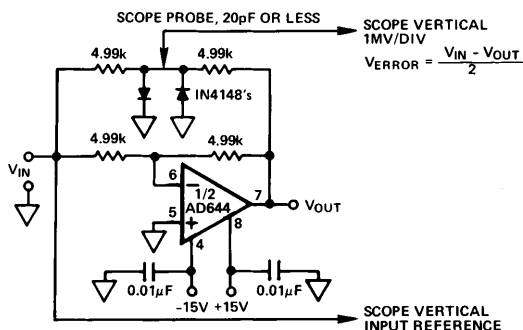 SCOPE PROBE, 20pF OR LESS
SCOPE VERTICAL
1MV/DIV
4.99k
4.99k
VERROR = VIN - VOUT / 2
IN4148's
4.99k
4.99k
VIN
6
−
7
1/2
AD644
VOUT
5
+
8
4
0.01μF
-15V +15V
0.01μF
SCOPE VERTICAL
INPUT REFERENCE